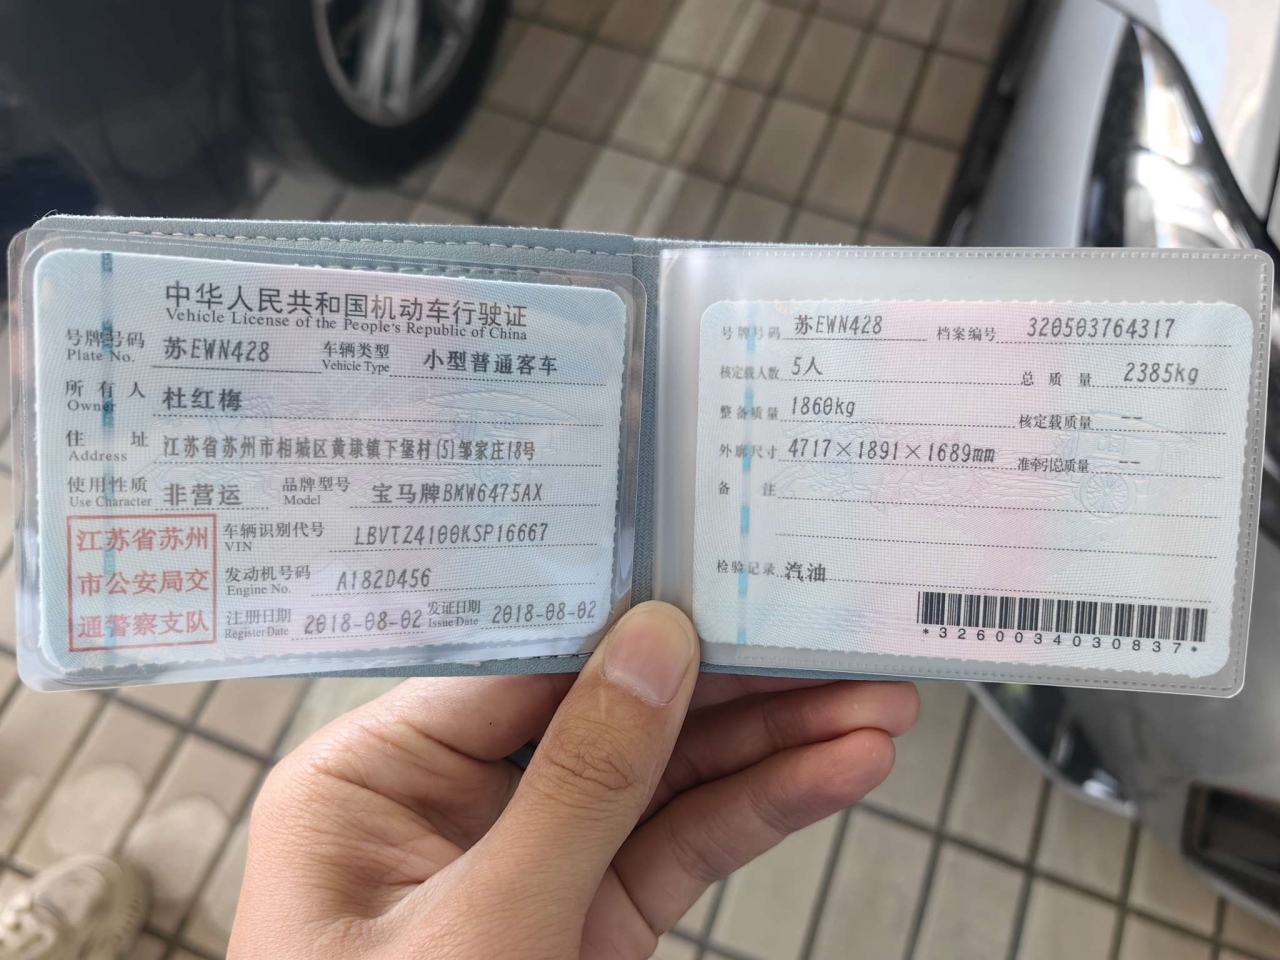 中华人民共和国机动车行驶证
Vehicle License of the People's Republic of China
号牌号码 苏EWN428 车辆类型 小型普通客车
Plate No. Vehicle Type
所有人 杜红梅
Owner
住址 江苏省苏州市相城区黄埭镇下堡村(5)邹家庄18号
Address
使用性质 非营运 品牌型号 宝马牌BMW6475AX
Use Character Model
江苏省苏州
市公安局交
通警察支队
车辆识别代号 LBVTZ4100KSP16667
VIN
发动机号码 A182D456
Engine No.
注册日期 2018-08-02 发证日期 2018-08-02
Register Date Issue Date
号牌号码 苏EWN428 档案编号 320503764317
核定载人数 5人 总质量 2385kg
整备质量 1860kg 核定载质量 --
外廓尺寸 4717×1891×1689mm 准牵引总质量 --
备注
检验记录 汽油
*3260034030837*